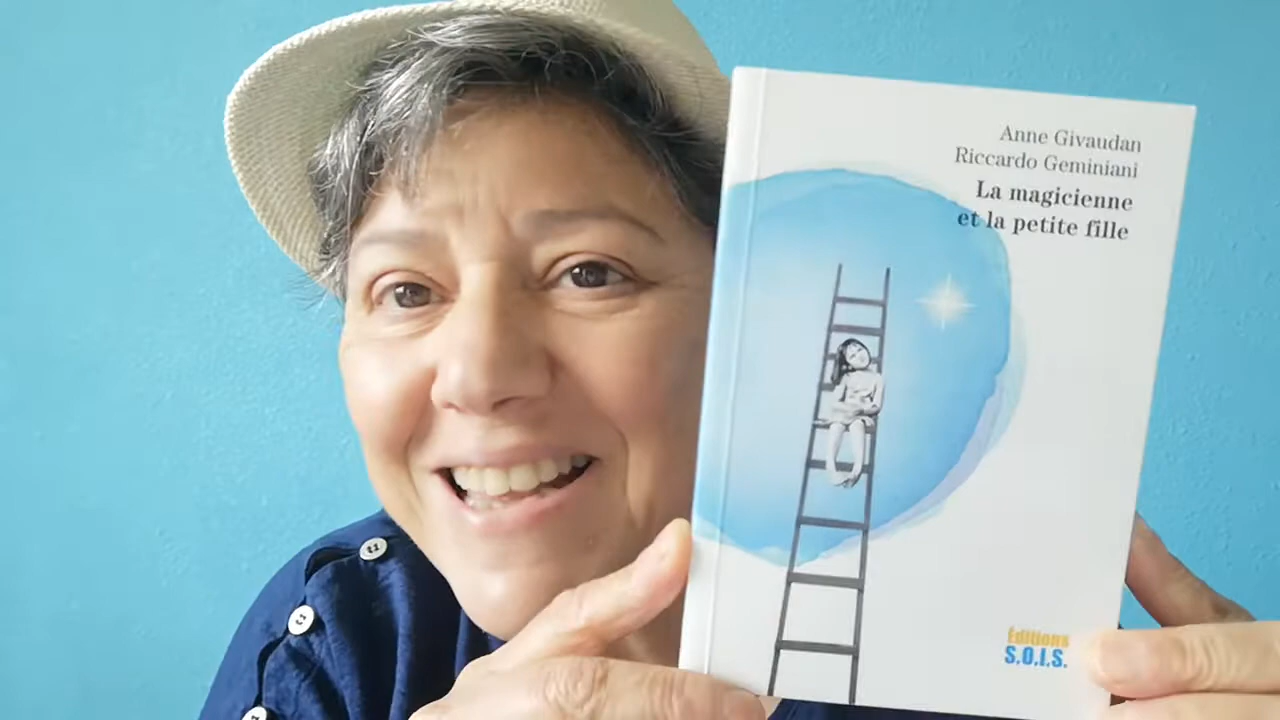 Anne Givaudan
Riccardo Geminiani
La magicienne
et la petite fille
Éditions
S.O.I.S.